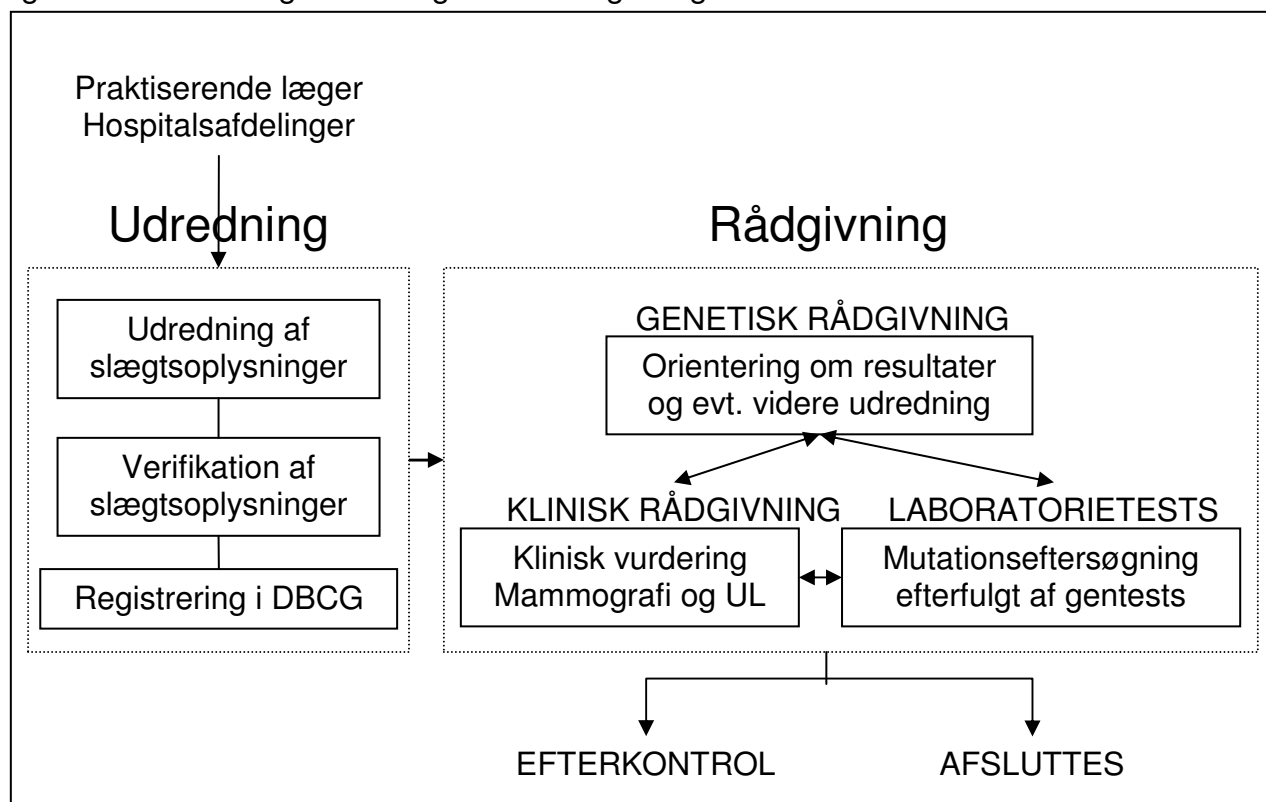 Praktiserende læger
Hospitalsafdelinger
Udredning
Udredning af
slægtsoplysninger
Verifikation af
slægtsoplysninger
Registrering i DBCG
Rådgivning
GENETISK RÅDGIVNING
Orientering om resultater
og evt. videre udredning
KLINISK RÅDGIVNING
Klinisk vurdering
Mammografi og UL
LABORATORIETESTS
Mutationseftersøgning
efterfulgt af gentests
EFTERKONTROL
AFSLUTTES